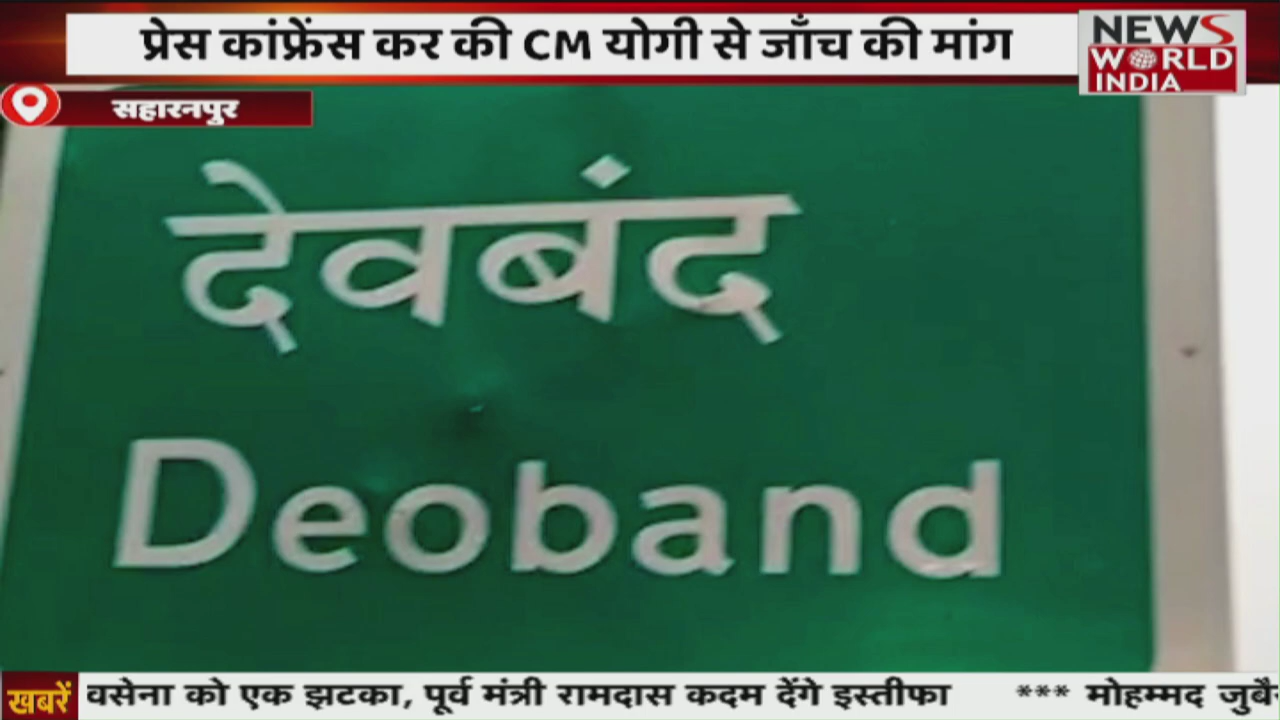 प्रेस कांफ्रेंस कर की CM योगी से जाँच की मांग
NEWS
WORLD
INDIA
सहारनपुर
देवबंद
Deoband
खबरें
वसेना को एक झटका, पूर्व मंत्री रामदास कदम देंगे इस्तीफा *** मोहम्मद